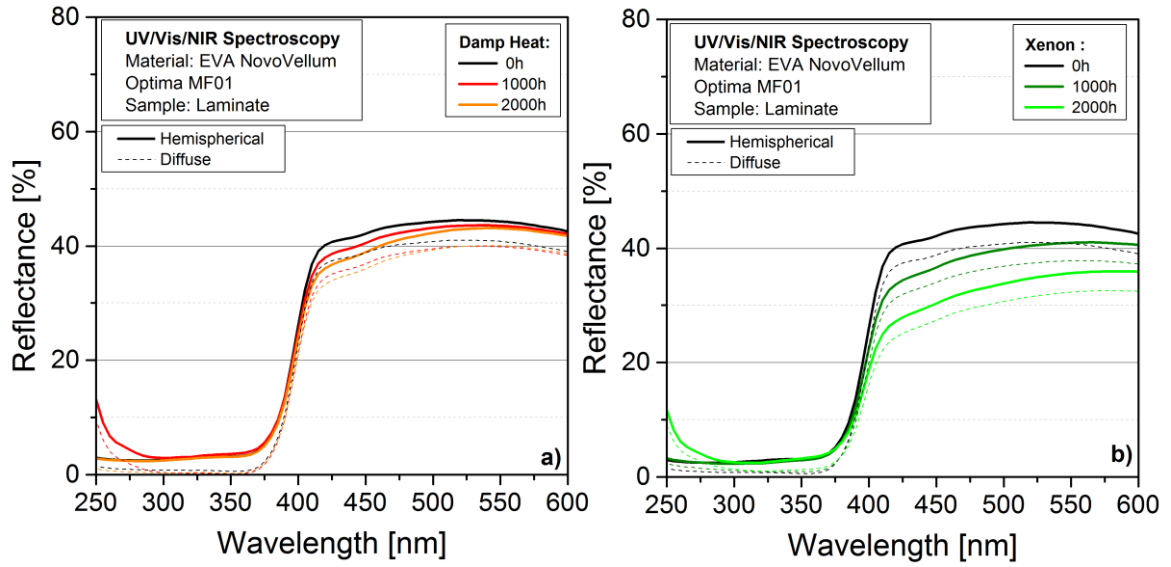 80
60
40
20
0
Reflectance [%]
UV/Vis/NIR Spectroscopy
Material: EVA NovoVellum
Optima MF01
Sample: Laminate
Hemispherical
Diffuse
Damp Heat:
0h
1000h
2000h
a)
250 300 350 400 450 500 550 600
Wavelength [nm]
80
60
40
20
0
Reflectance [%]
UV/Vis/NIR Spectroscopy
Material: EVA NovoVellum
Optima MF01
Sample: Laminate
Hemispherical
Diffuse
Xenon :
0h
1000h
2000h
b)
250 300 350 400 450 500 550 600
Wavelength [nm]